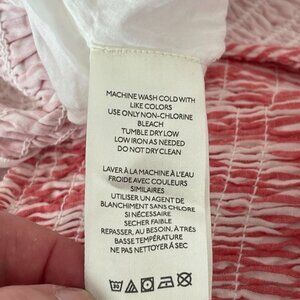 MACHINE WASH COLD WITH
LIKE COLORS
USE ONLY NON-CHLORINE
BLEACH
TUMBLE DRY LOW
LOW IRON AS NEEDED
DO NOT DRY CLEAN
LAVER À LA MACHINE À L'EAU
FROIDE AVEC COULEURS
SIMILAIRES
UTILISER UN AGENT DE
BLANCHIMENT SANS CHLORE
SI NÉCESSAIRE
SECHER FAIBLE
REPASSER, AU BESOIN, À TRÈS
BASSE TEMPÉRATURE
NE PAS NETTOYER À SEC